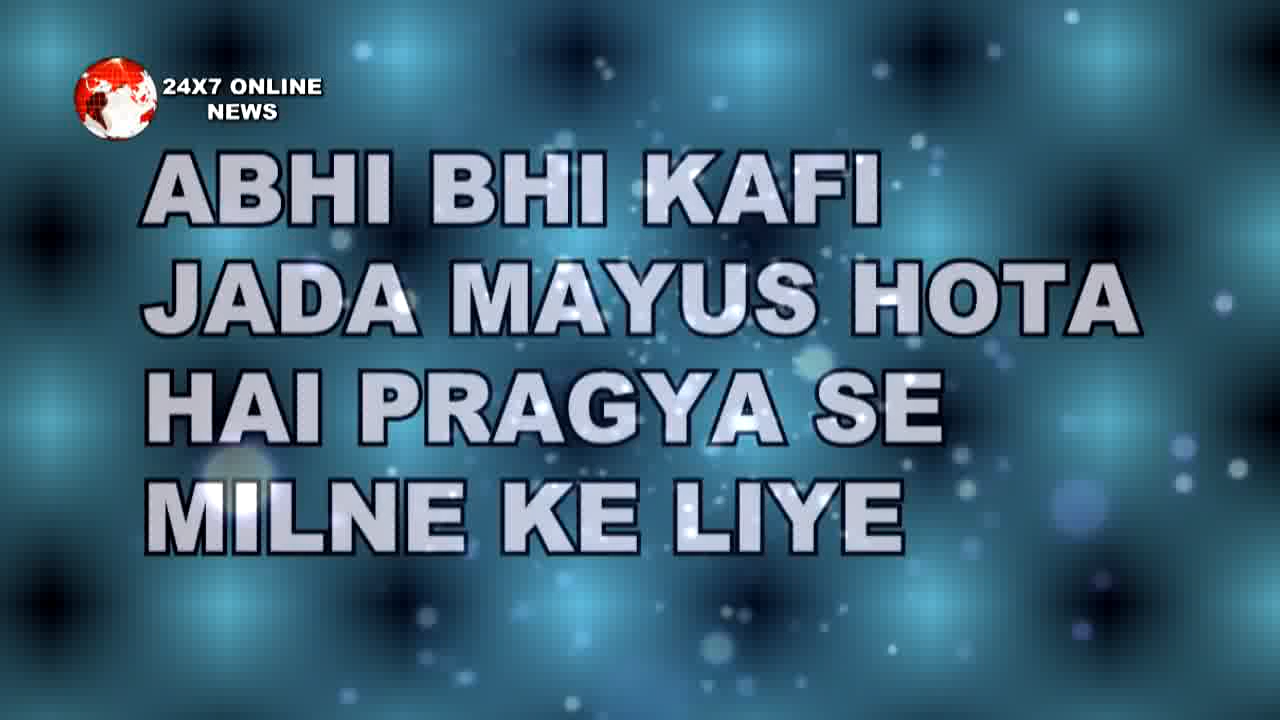 24X7 ONLINE
NEWS
ABHI BHI KAFI
JADA MAYUS HOTA
HAI PRAGYA SE
MILNE KE LIYE